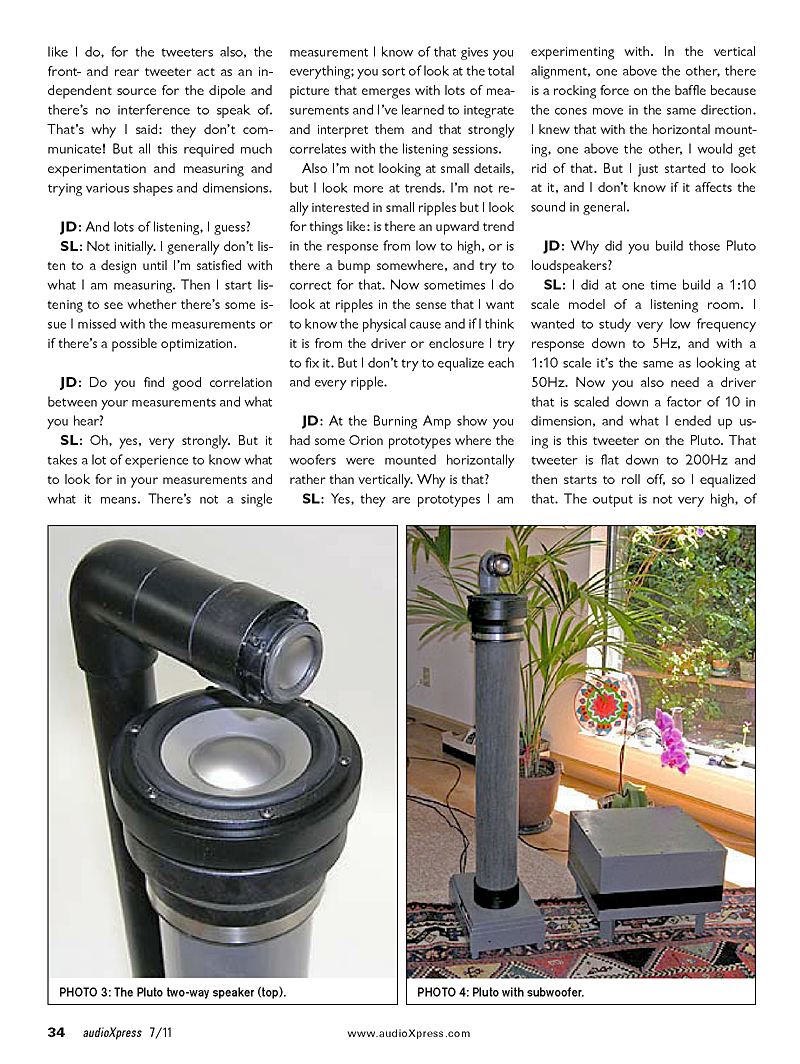 like I do, for the tweeters also, the
front- and rear tweeter act as an in-
dependent source for the dipole and
there's no interference to speak of.
That's why I said: they don't com-
municate! But all this required much
experimentation and measuring and
trying various shapes and dimensions.
JD: And lots of listening, I guess?
SL: Not initially. I generally don't lis-
ten to a design until I'm satisfied with
what I am measuring. Then I start lis-
tening to see whether there's some is-
sue I missed with the measurements or
if there's a possible optimization.
JD: Do you find good correlation
between your measurements and what
you hear?
SL: Oh, yes, very strongly. But it
takes a lot of experience to know what
to look for in your measurements and
what it means. There's not a single
measurement I know of that gives you
everything; you sort of look at the total
picture that emerges with lots of mea-
surements and I've learned to integrate
and interpret them and that strongly
correlates with the listening sessions.
Also I'm not looking at small details,
but I look more at trends. I'm not re-
ally interested in small ripples but I look
for things like: is there an upward trend
in the response from low to high, or is
there a bump somewhere, and try to
correct for that. Now sometimes I do
look at ripples in the sense that I want
to know the physical cause and if I think
it is from the driver or enclosure I try
to fix it. But I don't try to equalize each
and every ripple.
JD: At the Burning Amp show you
had some Orion prototypes where the
woofers were mounted horizontally
rather than vertically. Why is that?
SL: Yes, they are prototypes I am
experimenting with. In the vertical
alignment, one above the other, there
is a rocking force on the baffle because
the cones move in the same direction.
I knew that with the horizontal mount-
ing, one above the other, I would get
rid of that. But I just started to look
at it, and I don't know if it affects the
sound in general.
JD: Why did you build those Pluto
loudspeakers?
SL: I did at one time build a 1:10
scale model of a listening room. I
wanted to study very low frequency
response down to 5Hz, and with a
1:10 scale it's the same as looking at
50Hz. Now you also need a driver
that is scaled down a factor of 10 in
dimension, and what I ended up us-
ing is this tweeter on the Pluto. That
tweeter is flat down to 200Hz and
then starts to roll off, so I equalized
that. The output is not very high, of
PHOTO 3: The Pluto two-way speaker (top).
PHOTO 4: Pluto with subwoofer.
34 audioXpress 7/11
www.audioXpress.com